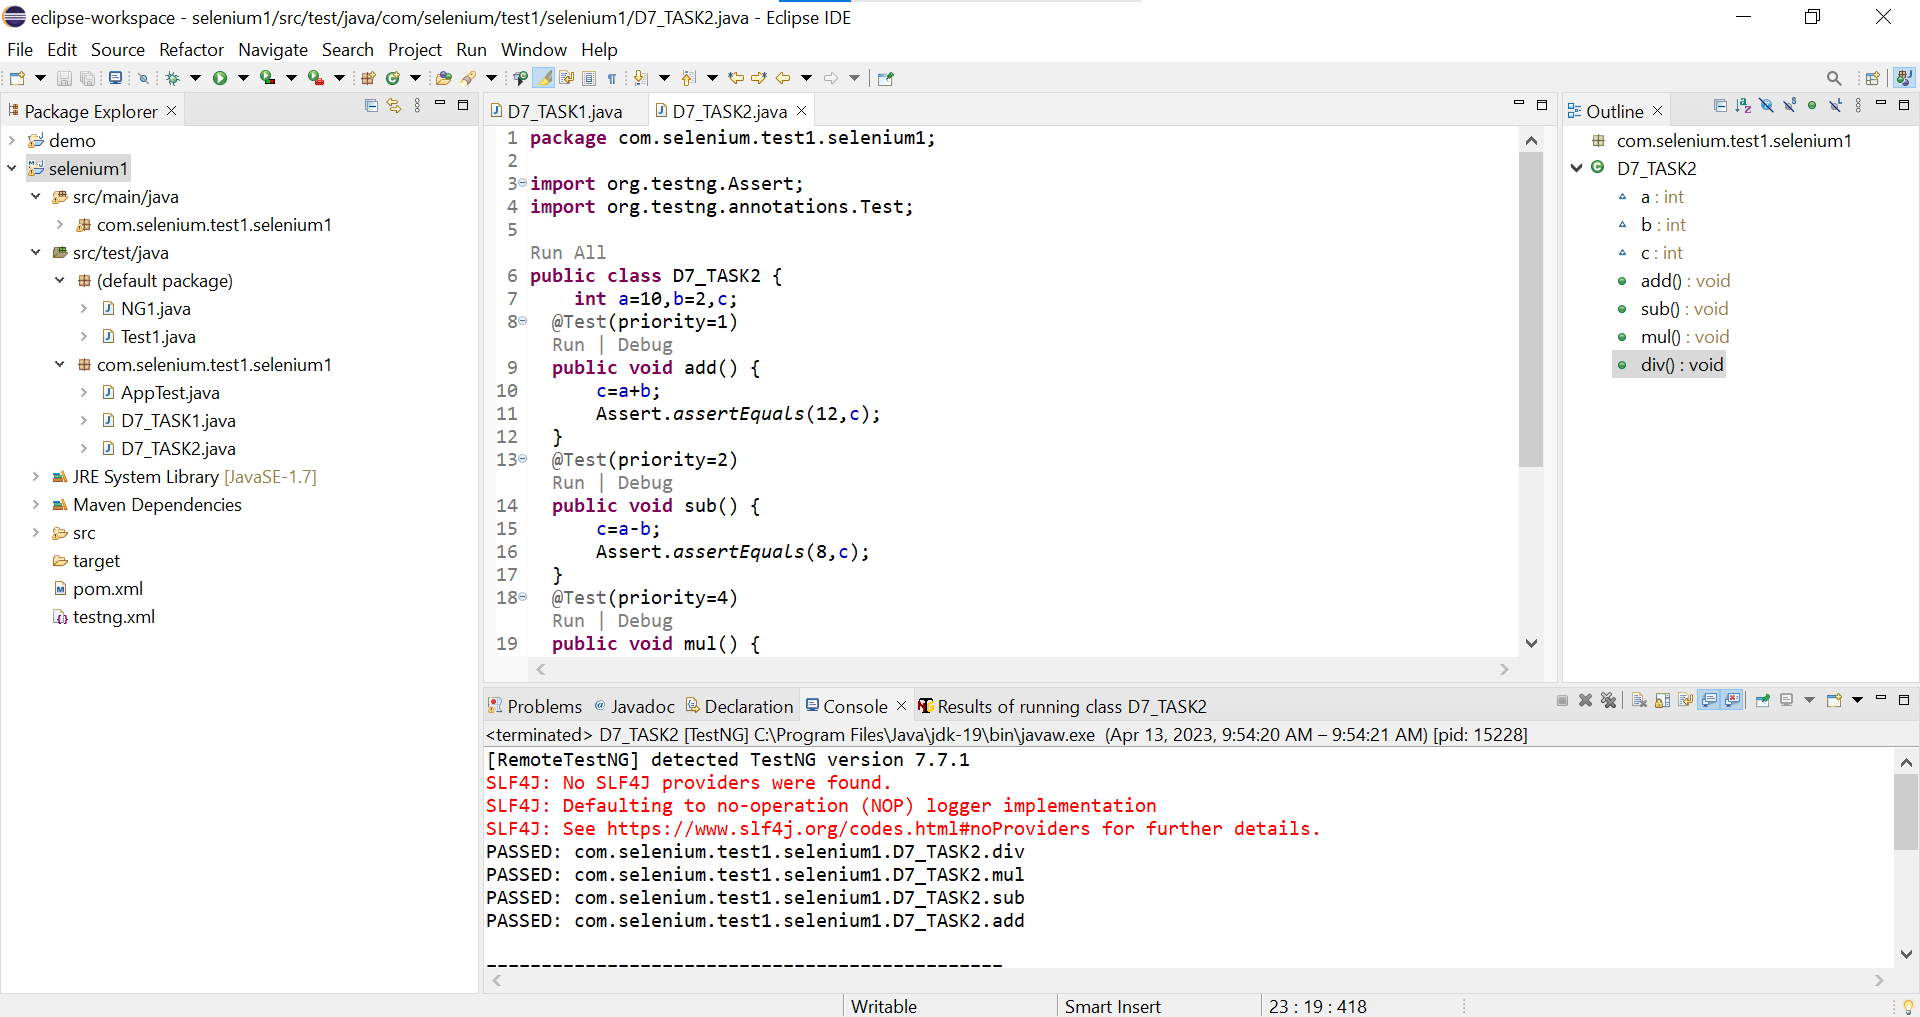 eclipse-workspace - selenium1/src/test/java/com/selenium/test1/selenium1/D7_TASK2.java - Eclipse IDE
File Edit Source Refactor Navigate Search Project Run Window Help
Package Explorer
demo
selenium1
src/main/java
com.selenium.test1.selenium1
src/test/java
(default package)
NG1.java
Test1.java
com.selenium.test1.selenium1
AppTest.java
D7_TASK1.java
D7_TASK2.java
JRE System Library [JavaSE-1.7]
Maven Dependencies
src
target
pom.xml
testng.xml
D7_TASK1.java D7_TASK2.java
1 package com.selenium.test1.selenium1;
2
3 import org.testng.Assert;
4 import org.testng.annotations.Test;
5
Run All
6 public class D7_TASK2 {
7 int a=10,b=2,c;
8 @Test(priority=1)
Run | Debug
9 public void add() {
10 c=a+b;
11 Assert.assertEquals(12,c);
12 }
13 @Test(priority=2)
Run | Debug
14 public void sub() {
15 c=a-b;
16 Assert.assertEquals(8,c);
17 }
18 @Test(priority=4)
Run | Debug
19 public void mul() {
Outline
com.selenium.test1.selenium1
D7_TASK2
a : int
b : int
c : int
add() : void
sub() : void
mul() : void
div() : void
Problems @ Javadoc Declaration Console Results of running class D7_TASK2
<terminated> D7_TASK2 [TestNG] C:\Program Files\Java\jdk-19\bin\javaw.exe (Apr 13, 2023, 9:54:20 AM – 9:54:21 AM) [pid: 15228]
[RemoteTestNG] detected TestNG version 7.7.1
SLF4J: No SLF4J providers were found.
SLF4J: Defaulting to no-operation (NOP) logger implementation
SLF4J: See https://www.slf4j.org/codes.html#noProviders for further details.
PASSED: com.selenium.test1.selenium1.D7_TASK2.div
PASSED: com.selenium.test1.selenium1.D7_TASK2.mul
PASSED: com.selenium.test1.selenium1.D7_TASK2.sub
PASSED: com.selenium.test1.selenium1.D7_TASK2.add
===============================================
Writable Smart Insert 23 : 19 : 418